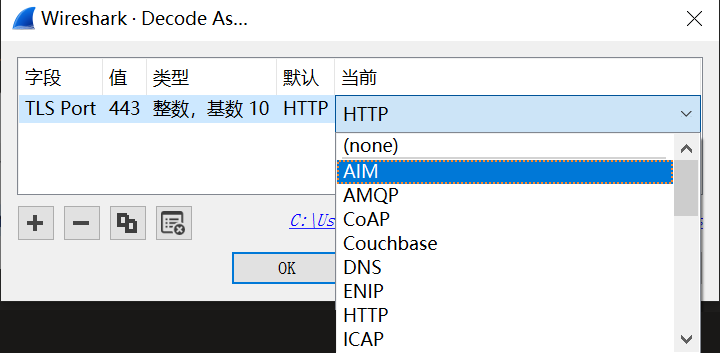 Wireshark · Decode As...
字段 值 类型 默认 当前
TLS Port 443 整数，基数 10 HTTP HTTP
(none)
AIM
AMQP
CoAP
Couchbase
DNS
ENIP
HTTP
ICAP
C:\Us
OK